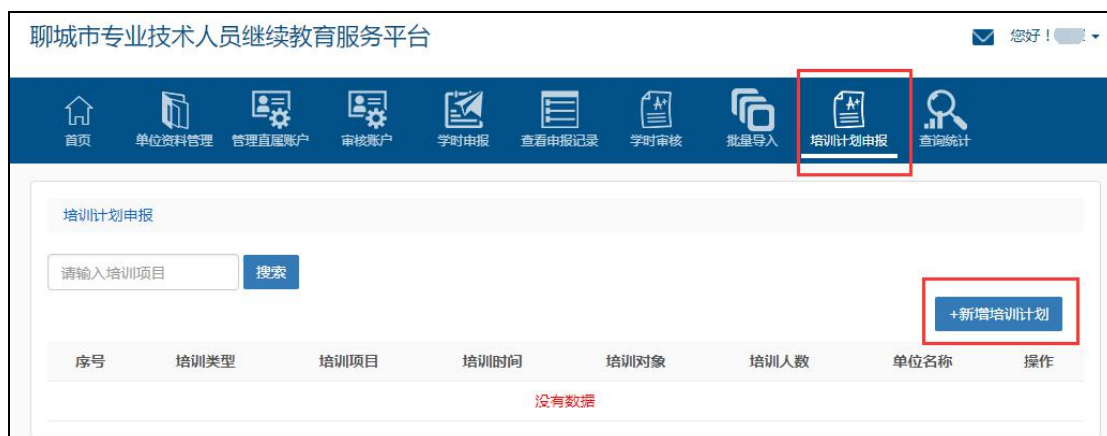 聊城市专业技术人员继续教育服务平台 您好！
首页 单位资料管理 管理直属账户 审核账户 学时申报 查看申报记录 学时审核 批量导入 培训计划申报 查询统计
培训计划申报
请输入培训项目 搜索
+新增培训计划
序号 培训类型 培训项目 培训时间 培训对象 培训人数 单位名称 操作
没有数据